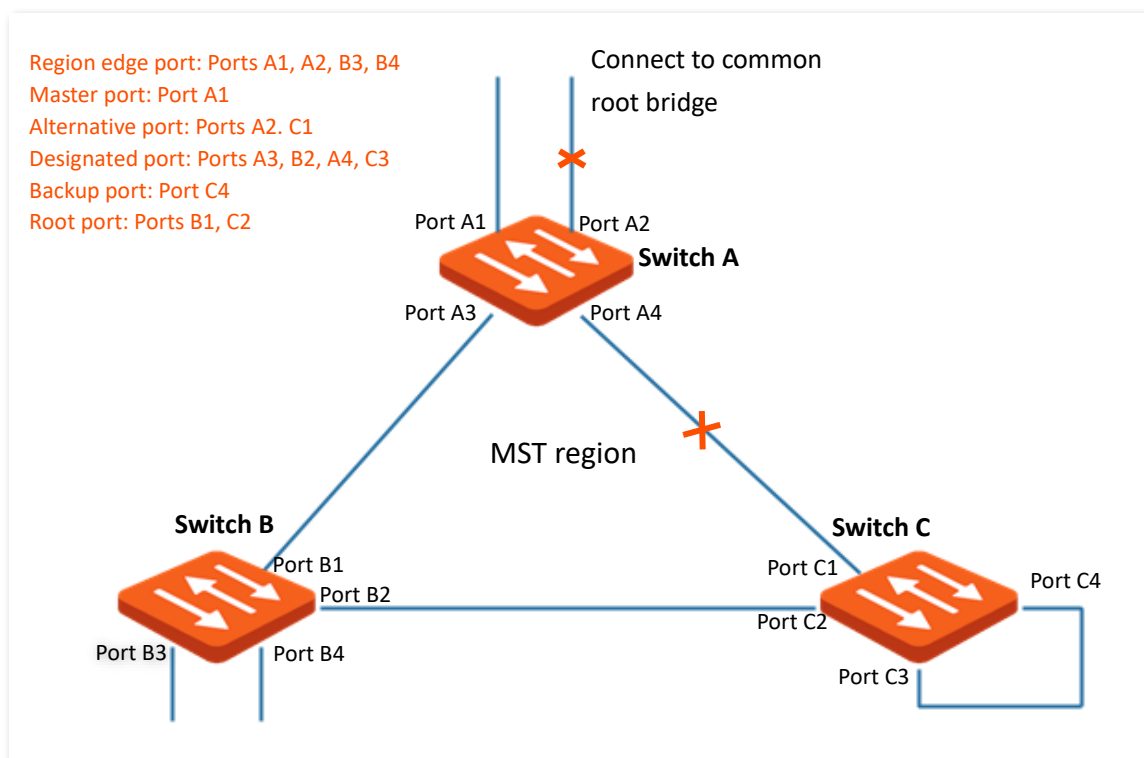 Region edge port: Ports A1, A2, B3, B4
Master port: Port A1
Alternative port: Ports A2. C1
Designated port: Ports A3, B2, A4, C3
Backup port: Port C4
Root port: Ports B1, C2
Connect to common
root bridge
Port A1
Port A2
Switch A
Port A3
Port A4
MST region
Switch B
Switch C
Port B1
Port C1
Port C4
Port B2
Port C2
Port B3
Port B4
Port C3